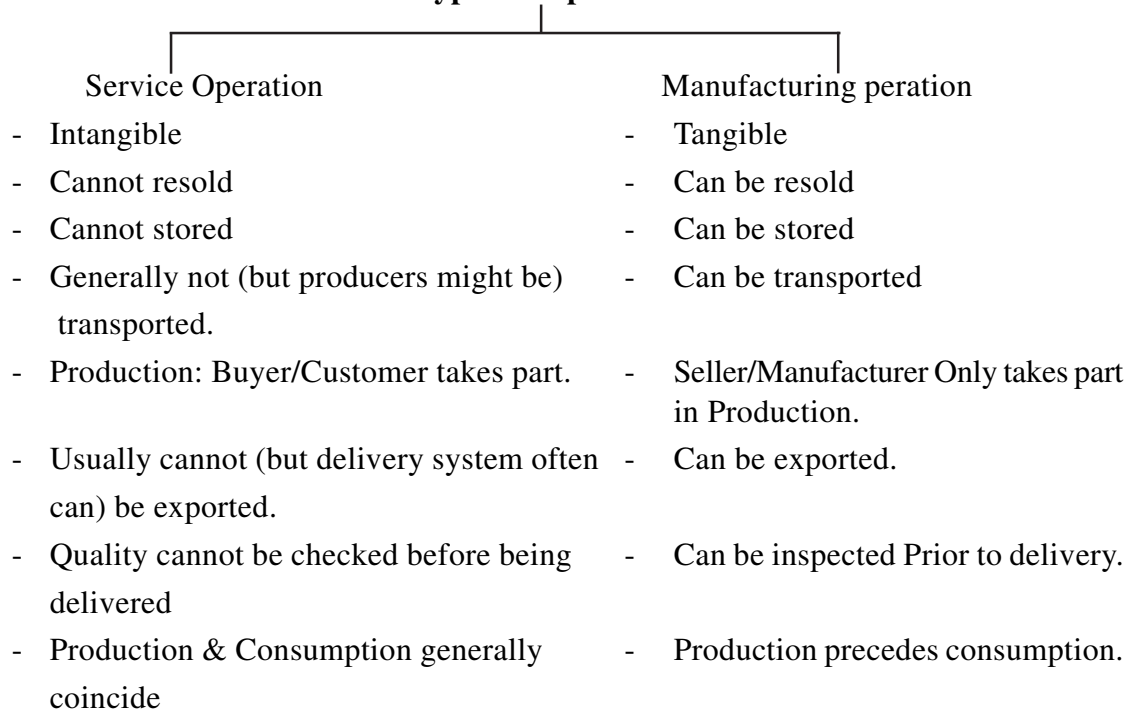 Service Operation
Manufacturing peration
- Intangible
- Tangible
- Cannot resold
- Can be resold
- Cannot stored
- Can be stored
- Generally not (but producers might be)
- Can be transported
transported.
- Production: Buyer/Customer takes part.
- Seller/Manufacturer Only takes part
in Production.
- Usually cannot (but delivery system often
- Can be exported.
can) be exported.
- Quality cannot be checked before being
- Can be inspected Prior to delivery.
delivered
- Production & Consumption generally
- Production precedes consumption.
coincide